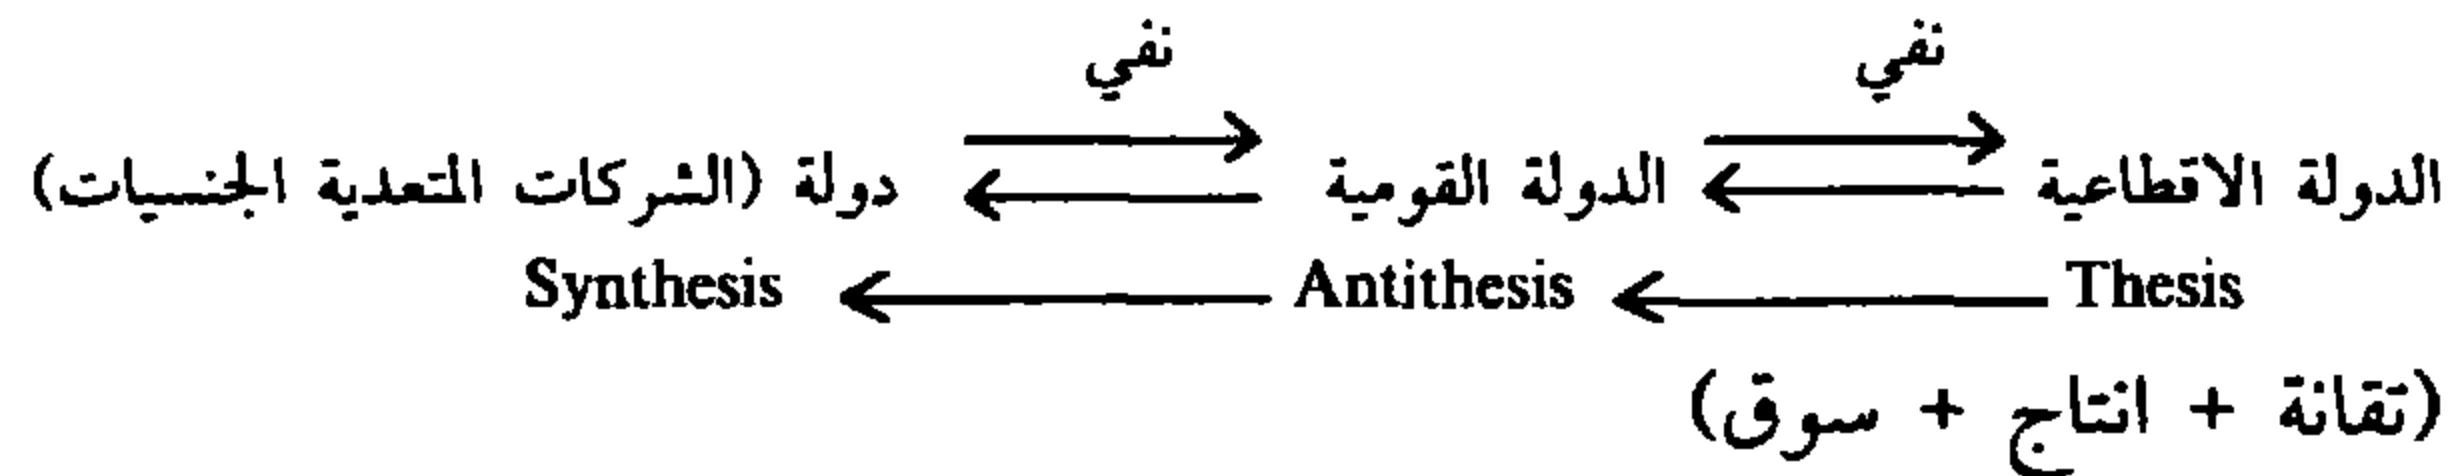 نفي نفي
الدولة الاقطاعية الدولة القومية دولة (الشركات المتعدية الجنسيات)
Thesis Antithesis Synthesis
(تقانة + انتاج + سوق)